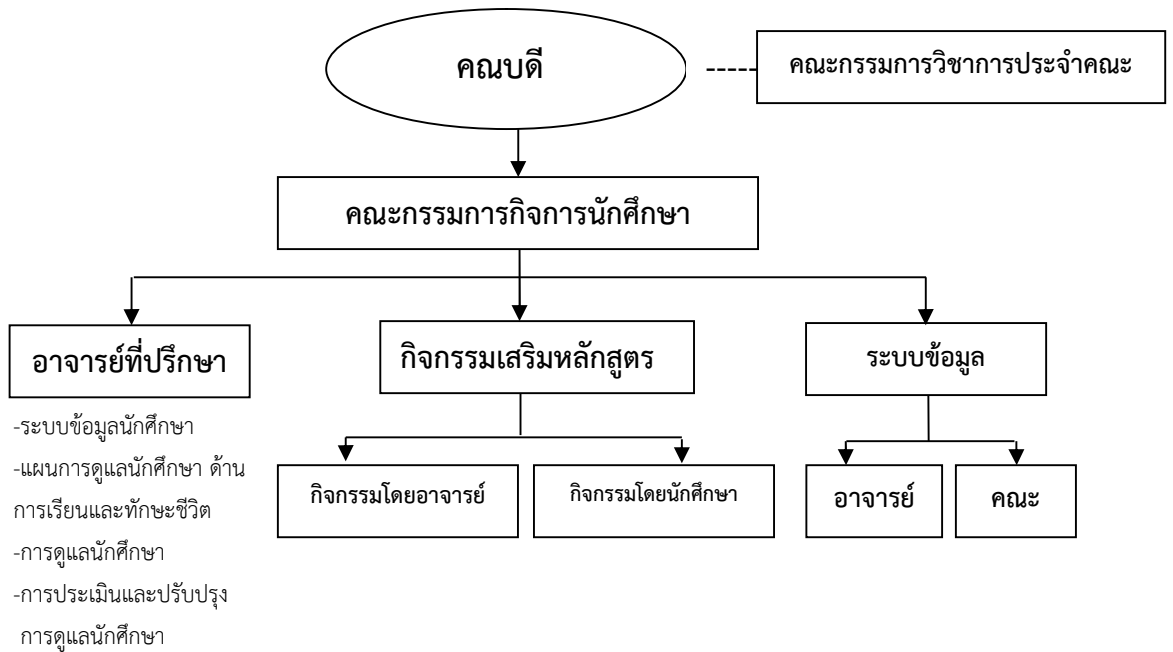 คณบดี
คณะกรรมการวิชาการประจำคณะ
คณะกรรมการกิจการนักศึกษา
อาจารย์ที่ปรึกษา
กิจกรรมเสริมหลักสูตร
ระบบข้อมูล
-ระบบข้อมูลนักศึกษา
-แผนการดูแลนักศึกษา ด้าน
การเรียนและทักษะชีวิต
-การดูแลนักศึกษา
-การประเมินและปรับปรุง
การดูแลนักศึกษา
กิจกรรมโดยอาจารย์
กิจกรรมโดยนักศึกษา
อาจารย์
คณะ